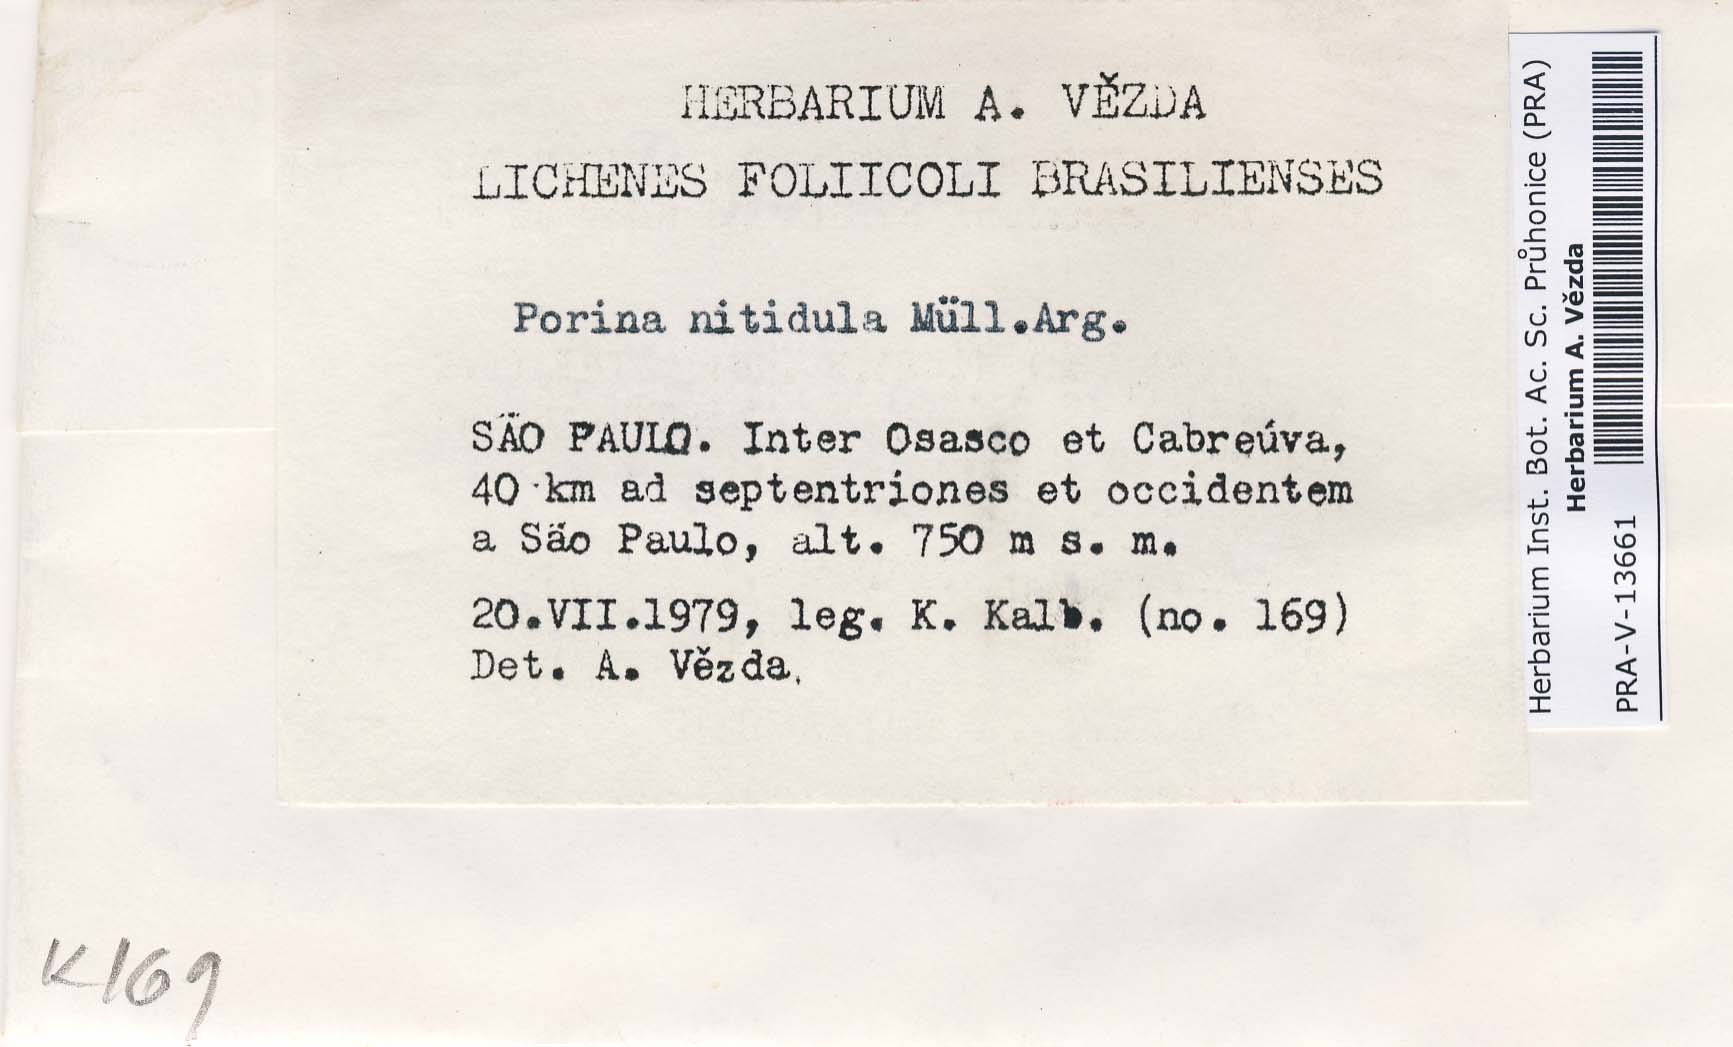 HERBARIUM A. VĚZDA
LICHENES FOLIICOLI BRASILIENSES
Porina nitidula Müll.Arg.
SÄO PAULO. Inter Osasco et Cabreúva,
40 km ad septentriones et occidentem
a Säo Paulo, alt. 750 m s. m.
20.VII.1979, leg. K. Kalb. (no. 169)
Det. A. Vězda.
K169
Herbarium Inst. Bot. Ac. Sc. Průhonice (PRA)
Herbarium A. Vězda
PRA-V-13661